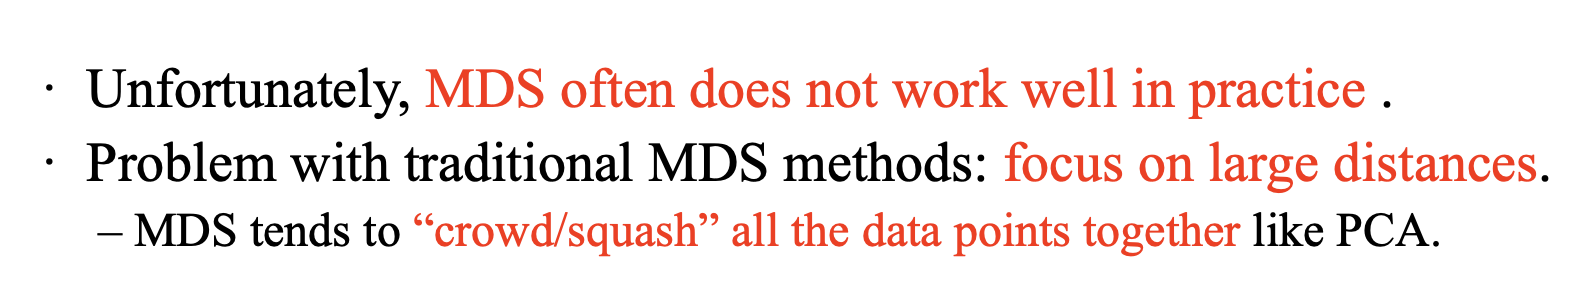 · Unfortunately, MDS often does not work well in practice .
· Problem with traditional MDS methods: focus on large distances.
– MDS tends to “crowd/squash” all the data points together like PCA.